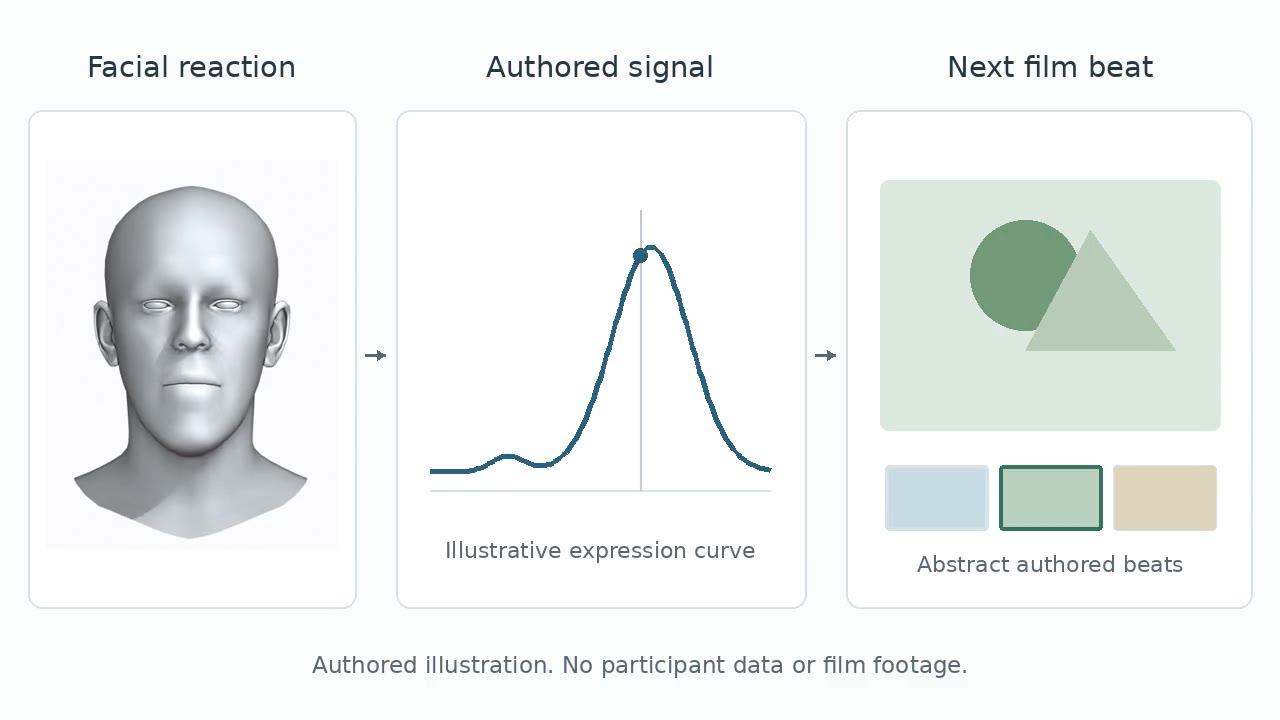 Facial reaction
Authored signal
Next film beat
Illustrative expression curve
Abstract authored beats
Authored illustration. No participant data or film footage.